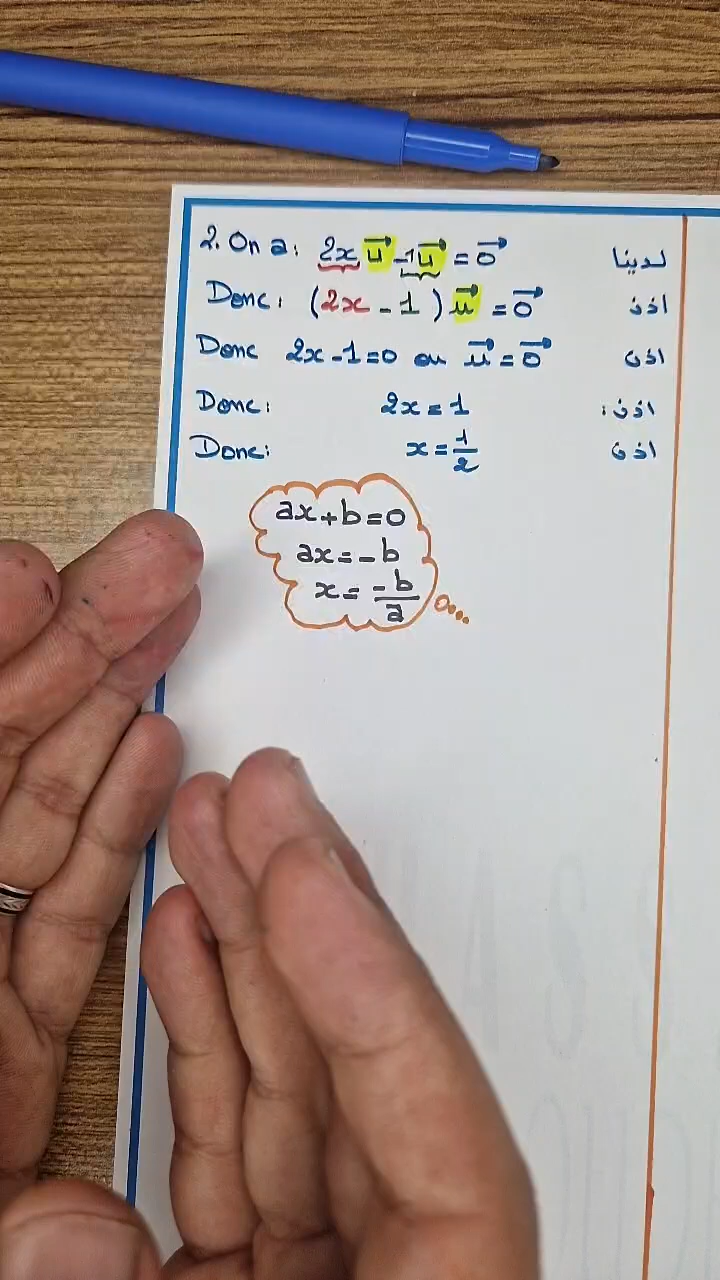 2. On a: 2x u⃗ - 1 u⃗ = 0⃗ لدينا
Donc: (2x - 1) u⃗ = 0⃗ اذن
Donc 2x - 1 = 0 ou u⃗ = 0⃗ اذن
Donc: 2x = 1 اذن:
Donc: x = 1/2 اذن
ax + b = 0
ax = - b
x = -b/a